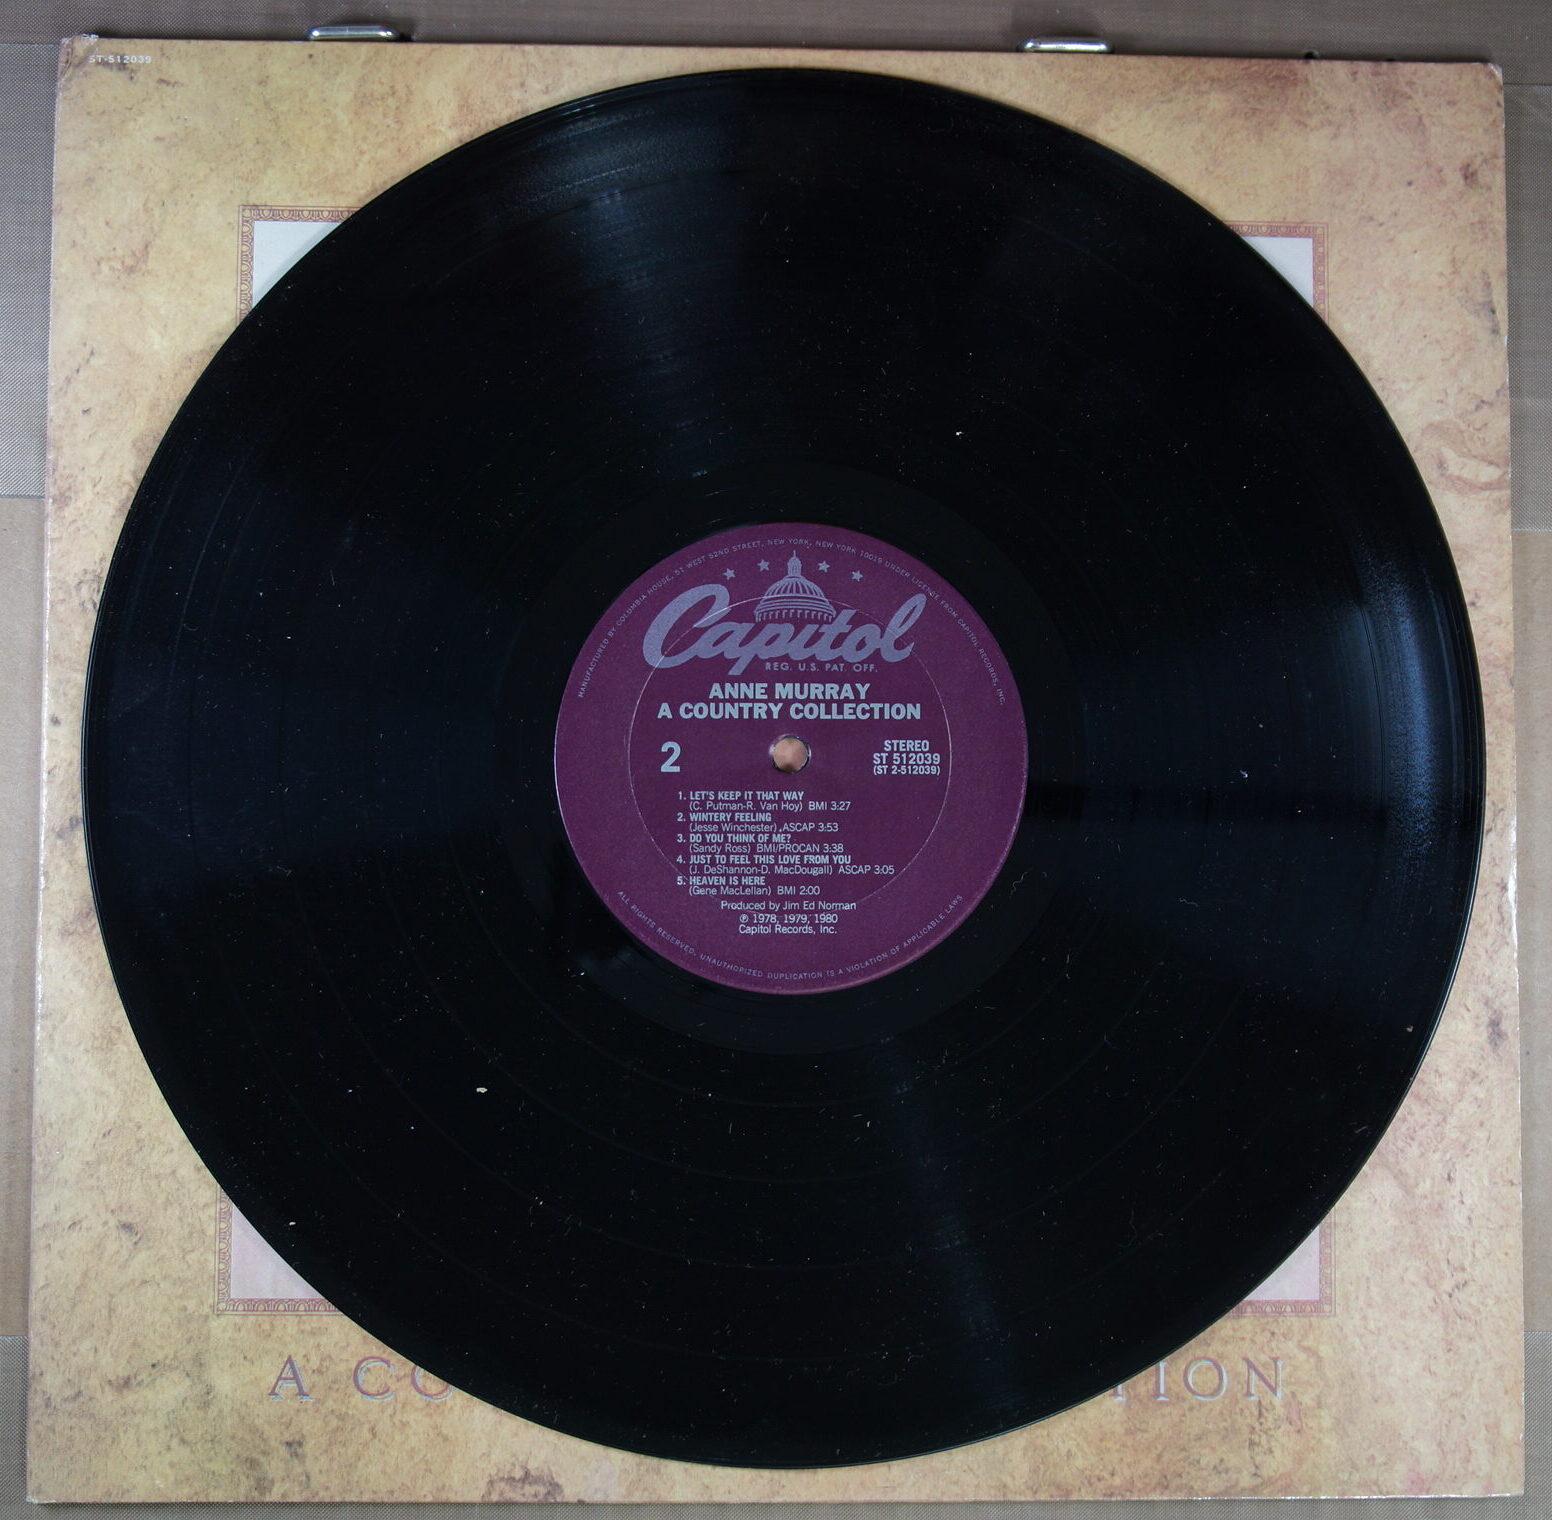 ST-512039
MANUFACTURED BY COLUMBIA HOUSE, 51 WEST 52ND STREET, NEW YORK, NEW YORK 10019 UNDER LICENSE FROM CAPITOL RECORDS, INC.
Capitol
REG. U.S. PAT. OFF.
ANNE MURRAY
A COUNTRY COLLECTION
2
STEREO
ST 512039
(ST 2-512039)
1. LET'S KEEP IT THAT WAY
(C. Putman-R. Van Hoy) BMI 3:27
2. WINTERY FEELING
(Jesse Winchester) ASCAP 3:53
3. DO YOU THINK OF ME?
(Sandy Ross) BMI/PROCAN 3:38
4. JUST TO FEEL THIS LOVE FROM YOU
(J. DeShannon-D. MacDougall) ASCAP 3:05
5. HEAVEN IS HERE
(Gene MacLellan) BMI 2:00
Produced by Jim Ed Norman
℗ 1978, 1979, 1980
Capitol Records, Inc.
ALL RIGHTS RESERVED. UNAUTHORIZED DUPLICATION IS A VIOLATION OF APPLICABLE LAWS
A CO TION